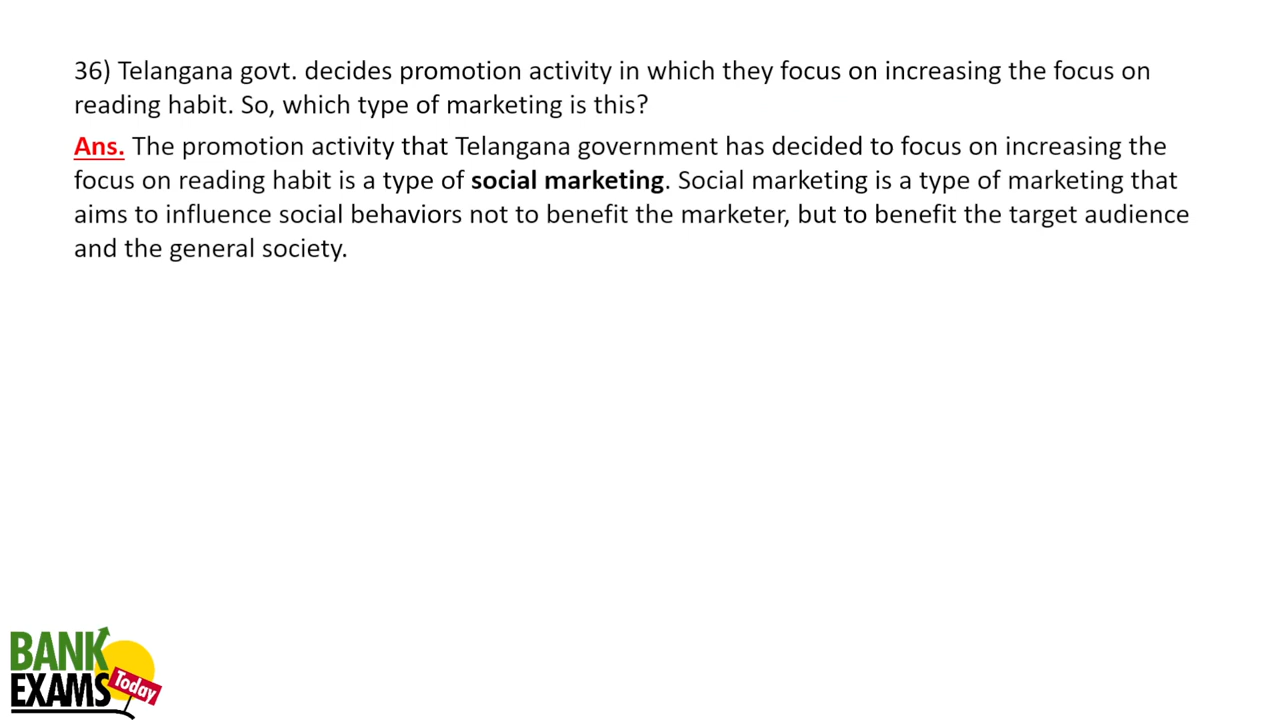 36) Telangana govt. decides promotion activity in which they focus on increasing the focus on
reading habit. So, which type of marketing is this?
Ans. The promotion activity that Telangana government has decided to focus on increasing the
focus on reading habit is a type of social marketing. Social marketing is a type of marketing that
aims to influence social behaviors not to benefit the marketer, but to benefit the target audience
and the general society.
BANK
EXAMS
Today